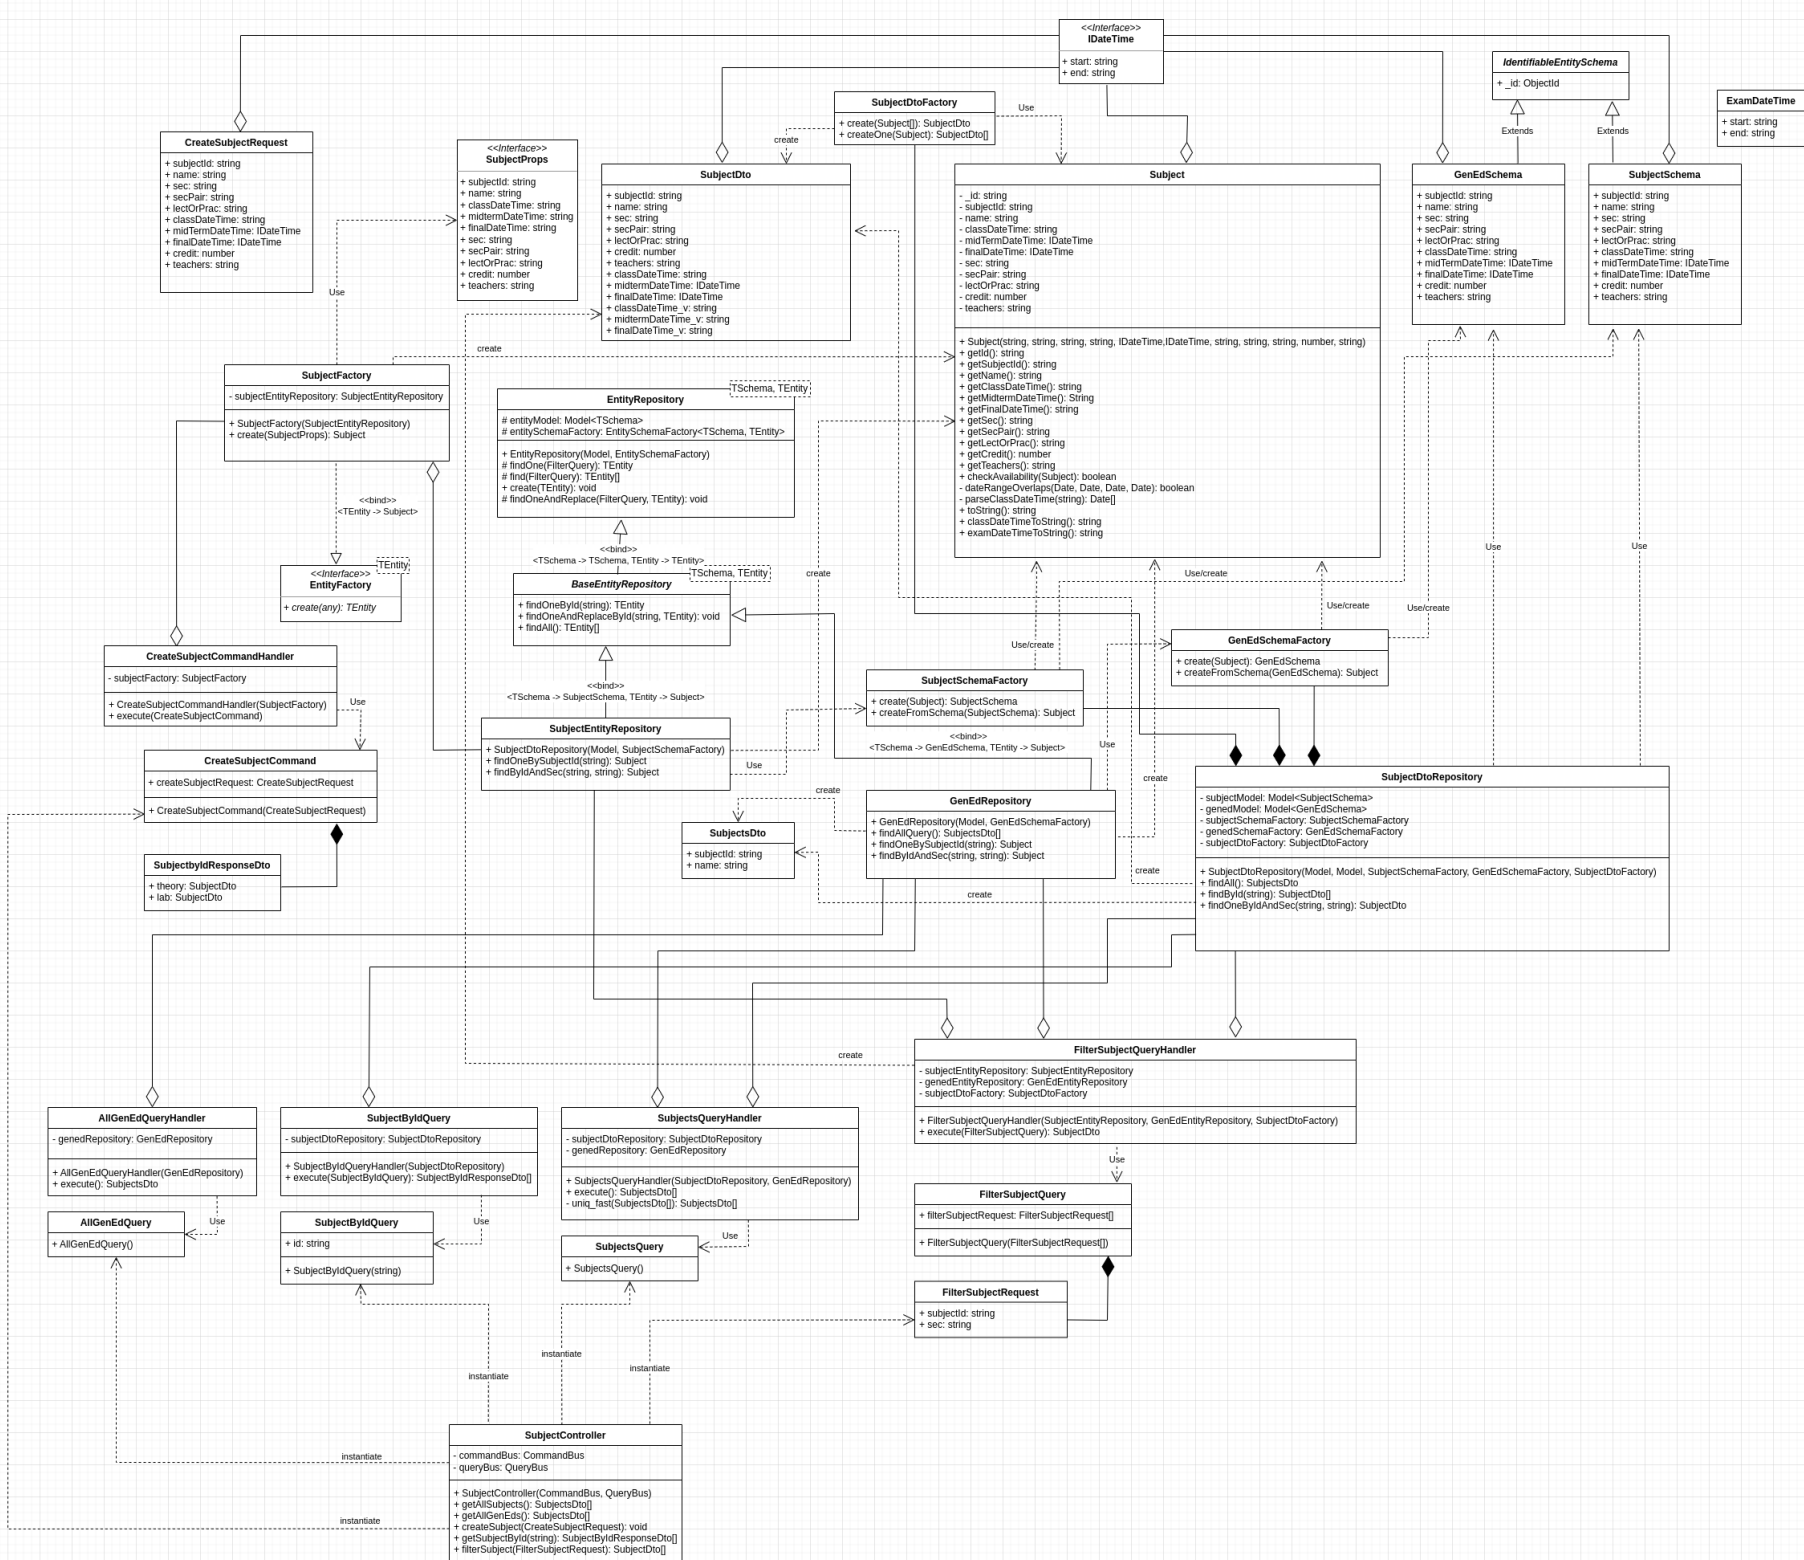 <<Interface>>
IDateTime
+ start: string
+ end: string
IdentifiableEntitySchema
+ _id: ObjectId
ExamDateTime
+ start: string
+ end: string
SubjectDtoFactory
+ create(Subject[]): SubjectDto
+ createOne(Subject): SubjectDto[]
Use
create
Extends
Extends
CreateSubjectRequest
+ subjectId: string
+ name: string
+ sec: string
+ secPair: string
+ lectOrPrac: string
+ classDateTime: string
+ midTermDateTime: IDateTime
+ finalDateTime: IDateTime
+ credit: number
+ teachers: string
<<Interface>>
SubjectProps
+ subjectId: string
+ name: string
+ classDateTime: string
+ midtermDateTime: string
+ finalDateTime: string
+ sec: string
+ secPair: string
+ lectOrPrac: string
+ credit: number
+ teachers: string
SubjectDto
+ subjectId: string
+ name: string
+ sec: string
+ secPair: string
+ lectOrPrac: string
+ credit: number
+ teachers: string
+ classDateTime: string
+ midtermDateTime: IDateTime
+ finalDateTime: IDateTime
+ classDateTime_v: string
+ midtermDateTime_v: string
+ finalDateTime_v: string
Subject
- _id: string
- subjectId: string
- name: string
- classDateTime: string
- midTermDateTime: IDateTime
- finalDateTime: IDateTime
- sec: string
- secPair: string
- lectOrPrac: string
- credit: number
- teachers: string
+ Subject(string, string, string, string, IDateTime,IDateTime, string, string, string, number, string)
+ getId(): string
+ getSubjectId(): string
+ getName(): string
+ getClassDateTime(): string
+ getMidtermDateTime(): String
+ getFinalDateTime(): string
+ getSec(): string
+ getSecPair(): string
+ getLectOrPrac(): string
+ getCredit(): number
+ getTeachers(): string
+ checkAvailability(Subject): boolean
- dateRangeOverlaps(Date, Date, Date, Date): boolean
- parseClassDateTime(string): Date[]
+ toString(): string
+ classDateTimeToString(): string
+ examDateTimeToString(): string
GenEdSchema
+ subjectId: string
+ name: string
+ sec: string
+ secPair: string
+ lectOrPrac: string
+ classDateTime: string
+ midTermDateTime: IDateTime
+ finalDateTime: IDateTime
+ credit: number
+ teachers: string
SubjectSchema
+ subjectId: string
+ name: string
+ sec: string
+ secPair: string
+ lectOrPrac: string
+ classDateTime: string
+ midTermDateTime: IDateTime
+ finalDateTime: IDateTime
+ credit: number
+ teachers: string
Use
create
SubjectFactory
- subjectEntityRepository: SubjectEntityRepository
+ SubjectFactory(SubjectEntityRepository)
+ create(SubjectProps): Subject
TSchema, TEntity
EntityRepository
# entityModel: Model<TSchema>
# entitySchemaFactory: EntitySchemaFactory<TSchema, TEntity>
+ EntityRepository(Model, EntitySchemaFactory)
# findOne(FilterQuery): TEntity
# find(FilterQuery): TEntity[]
+ create(TEntity): void
# findOneAndReplace(FilterQuery, TEntity): void
<<bind>>
<TEntity -> Subject>
<<bind>>
<TSchema -> TSchema, TEntity -> TEntity>
TEntity
<<Interface>>
EntityFactory
+ create(any): TEntity
TSchema, TEntity
BaseEntityRepository
+ findOneById(string): TEntity
+ findOneAndReplaceById(string, TEntity): void
+ findAll(): TEntity[]
create
Use/create
Use
Use
Use/create
Use/create
Use/create
GenEdSchemaFactory
+ create(Subject): GenEdSchema
+ createFromSchema(GenEdSchema): Subject
SubjectSchemaFactory
+ create(Subject): SubjectSchema
+ createFromSchema(SubjectSchema): Subject
CreateSubjectCommandHandler
- subjectFactory: SubjectFactory
+ CreateSubjectCommandHandler(SubjectFactory)
+ execute(CreateSubjectCommand)
Use
<<bind>>
<TSchema -> SubjectSchema, TEntity -> Subject>
SubjectEntityRepository
+ SubjectDtoRepository(Model, SubjectSchemaFactory)
+ findOneBySubjectId(string): Subject
+ findByIdAndSec(string, string): Subject
Use
<<bind>>
<TSchema -> GenEdSchema, TEntity -> Subject>
Use
create
CreateSubjectCommand
+ createSubjectRequest: CreateSubjectRequest
+ CreateSubjectCommand(CreateSubjectRequest)
create
SubjectsDto
+ subjectId: string
+ name: string
GenEdRepository
+ GenEdRepository(Model, GenEdSchemaFactory)
+ findAllQuery(): SubjectsDto[]
+ findOneBySubjectId(string): Subject
+ findByIdAndSec(string, string): Subject
SubjectDtoRepository
- subjectModel: Model<SubjectSchema>
- genedModel: Model<GenEdSchema>
- subjectSchemaFactory: SubjectSchemaFactory
- genedSchemaFactory: GenEdSchemaFactory
- subjectDtoFactory: SubjectDtoFactory
+ SubjectDtoRepository(Model, Model, SubjectSchemaFactory, GenEdSchemaFactory, SubjectDtoFactory)
+ findAll(): SubjectsDto
+ findById(string): SubjectDto[]
+ findOneByIdAndSec(string, string): SubjectDto
SubjectbyIdResponseDto
+ theory: SubjectDto
+ lab: SubjectDto
create
create
create
FilterSubjectQueryHandler
- subjectEntityRepository: SubjectEntityRepository
- genedEntityRepository: GenEdEntityRepository
- subjectDtoFactory: SubjectDtoFactory
+ FilterSubjectQueryHandler(SubjectEntityRepository, GenEdEntityRepository, SubjectDtoFactory)
+ execute(FilterSubjectQuery): SubjectDto
AllGenEdQueryHandler
- genedRepository: GenEdRepository
+ AllGenEdQueryHandler(GenEdRepository)
+ execute(): SubjectsDto
SubjectByIdQuery
- subjectDtoRepository: SubjectDtoRepository
+ SubjectByIdQueryHandler(SubjectDtoRepository)
+ execute(SubjectByIdQuery): SubjectByIdResponseDto[]
SubjectsQueryHandler
- subjectDtoRepository: SubjectDtoRepository
- genedRepository: GenEdRepository
+ SubjectsQueryHandler(SubjectDtoRepository, GenEdRepository)
+ execute(): SubjectsDto[]
- uniq_fast(SubjectsDto[]): SubjectsDto[]
Use
AllGenEdQuery
+ AllGenEdQuery()
Use
SubjectByIdQuery
+ id: string
+ SubjectByIdQuery(string)
Use
SubjectsQuery
+ SubjectsQuery()
Use
FilterSubjectQuery
+ filterSubjectRequest: FilterSubjectRequest[]
+ FilterSubjectQuery(FilterSubjectRequest[])
FilterSubjectRequest
+ subjectId: string
+ sec: string
instantiate
instantiate
instantiate
SubjectController
- commandBus: CommandBus
- queryBus: QueryBus
+ SubjectController(CommandBus, QueryBus)
+ getAllSubjects(): SubjectsDto[]
+ getAllGenEds(): SubjectsDto[]
+ createSubject(CreateSubjectRequest): void
+ getSubjectById(string): SubjectByIdResponseDto[]
+ filterSubject(FilterSubjectRequest): SubjectDto[]
instantiate
instantiate